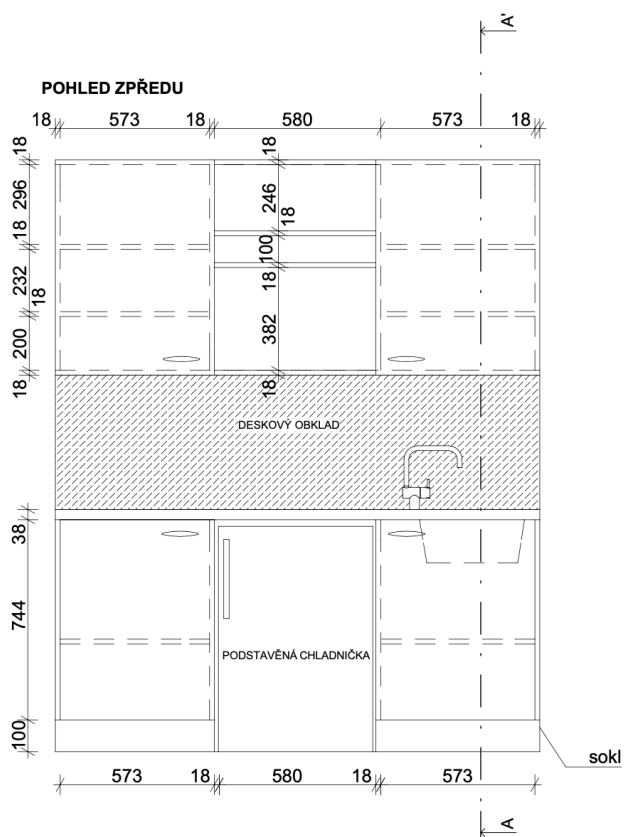 A'
POHLED ZPŘEDU
18 573 18 580 573 18
18
296
18
232
18
200
18
18
246
18
100
18
382
18
DESKOVÝ OBKLAD
38
744
100
PODSTAVĚNÁ CHLADNIČKA
sokl
573 18 580 18 573
A